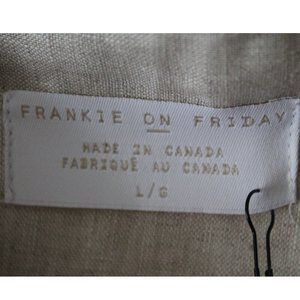 FRANKIE ON FRIDAY
MADE IN CANADA
FABRIQUÉ AU CANADA
L/G